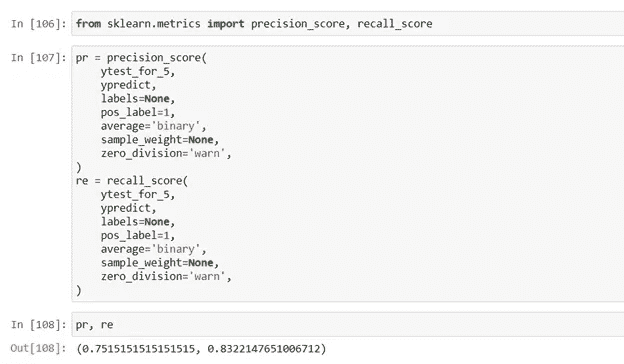 In [106]: from sklearn.metrics import precision_score, recall_score
In [107]: pr = precision_score(
    ytest_for_5,
    ypredict,
    labels=None,
    pos_label=1,
    average='binary',
    sample_weight=None,
    zero_division='warn',
)
re = recall_score(
    ytest_for_5,
    ypredict,
    labels=None,
    pos_label=1,
    average='binary',
    sample_weight=None,
    zero_division='warn',
)
In [108]: pr, re
Out[108]: (0.7515151515151515, 0.8322147651006712)